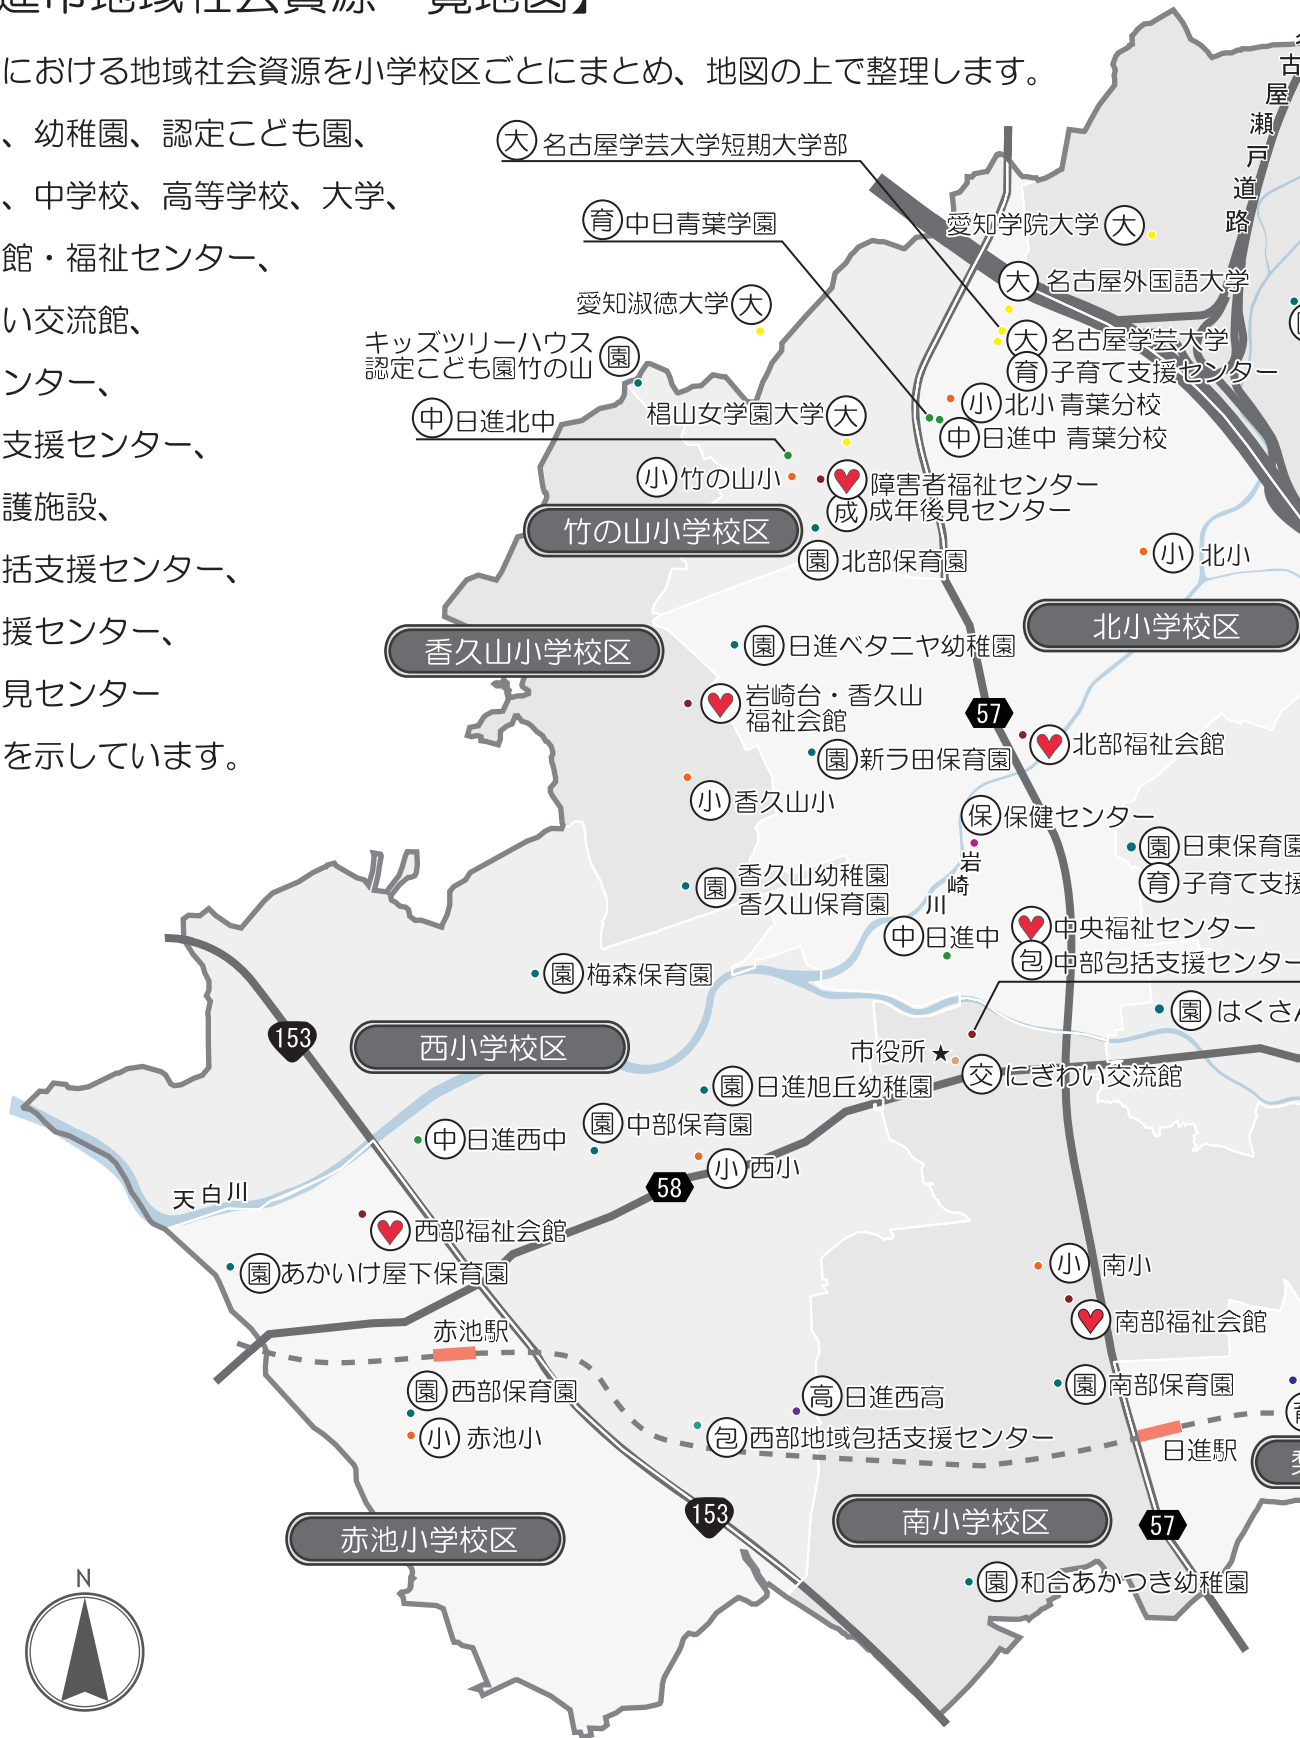 進市地域社会資源一覧地図】
における地域社会資源を小学校区ごとにまとめ、地図の上で整理します。
、幼稚園、認定こども園、
、中学校、高等学校、大学、
館・福祉センター、
い交流館、
ンター、
支援センター、
護施設、
括支援センター、
援センター、
見センター
を示しています。
古屋瀬戸道路
大 名古屋学芸大学短期大学部
育 中日青葉学園
愛知学院大学 大
大 名古屋外国語大学
愛知淑徳大学 大
大 名古屋学芸大学
育 子育て支援センター
キッズツリーハウス
認定こども園竹の山 園
小 北小 青葉分校
中 日進中 青葉分校
椙山女学園大学 大
中 日進北中
小 竹の山小
障害者福祉センター
成 成年後見センター
竹の山小学校区
園 北部保育園
小 北小
北小学校区
香久山小学校区
園 日進ベタニヤ幼稚園
岩崎台・香久山
福祉会館
57
北部福祉会館
園 新ラ田保育園
小 香久山小
保 保健センター
岩崎川
園 日東保育園
育 子育て支援
園 香久山幼稚園
香久山保育園
中 日進中
中央福祉センター
包 中部包括支援センター
園 梅森保育園
園 はくさん
153
西小学校区
市役所★
交 にぎわい交流館
園 日進旭丘幼稚園
園 中部保育園
中 日進西中
小 西小
58
天白川
西部福祉会館
園 あかいけ屋下保育園
小 南小
南部福祉会館
赤池駅
園 西部保育園
小 赤池小
高 日進西高
園 南部保育園
包 西部地域包括支援センター
日進駅
153
南小学校区
57
赤池小学校区
園 和合あかつき幼稚園
N